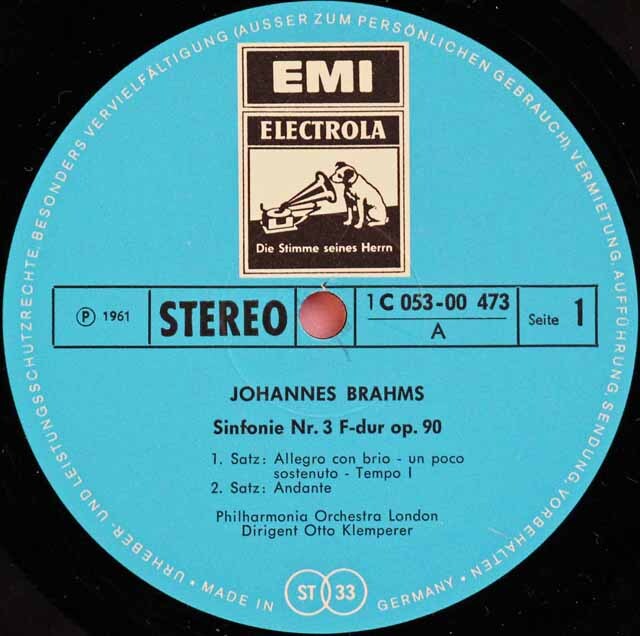 EMI
ELECTROLA
Die Stimme seines Herrn
℗ 1961
STEREO
1 C 053-00 473
A
Seite 1
JOHANNES BRAHMS
Sinfonie Nr. 3 F-dur op. 90
1. Satz: Allegro con brio - un poco
sostenuto - Tempo I
2. Satz: Andante
Philharmonia Orchestra London
Dirigent Otto Klemperer
ST 33
URHEBER- UND LEISTUNGSSCHUTZRECHTE, BESONDERS VERVIELFÄLTIGUNG (AUSSER ZUM PERSÖNLICHEN GEBRAUCH), VERMIETUNG, AUFFÜHRUNG, SENDUNG, VORBEHALTEN
• MADE IN GERMANY •